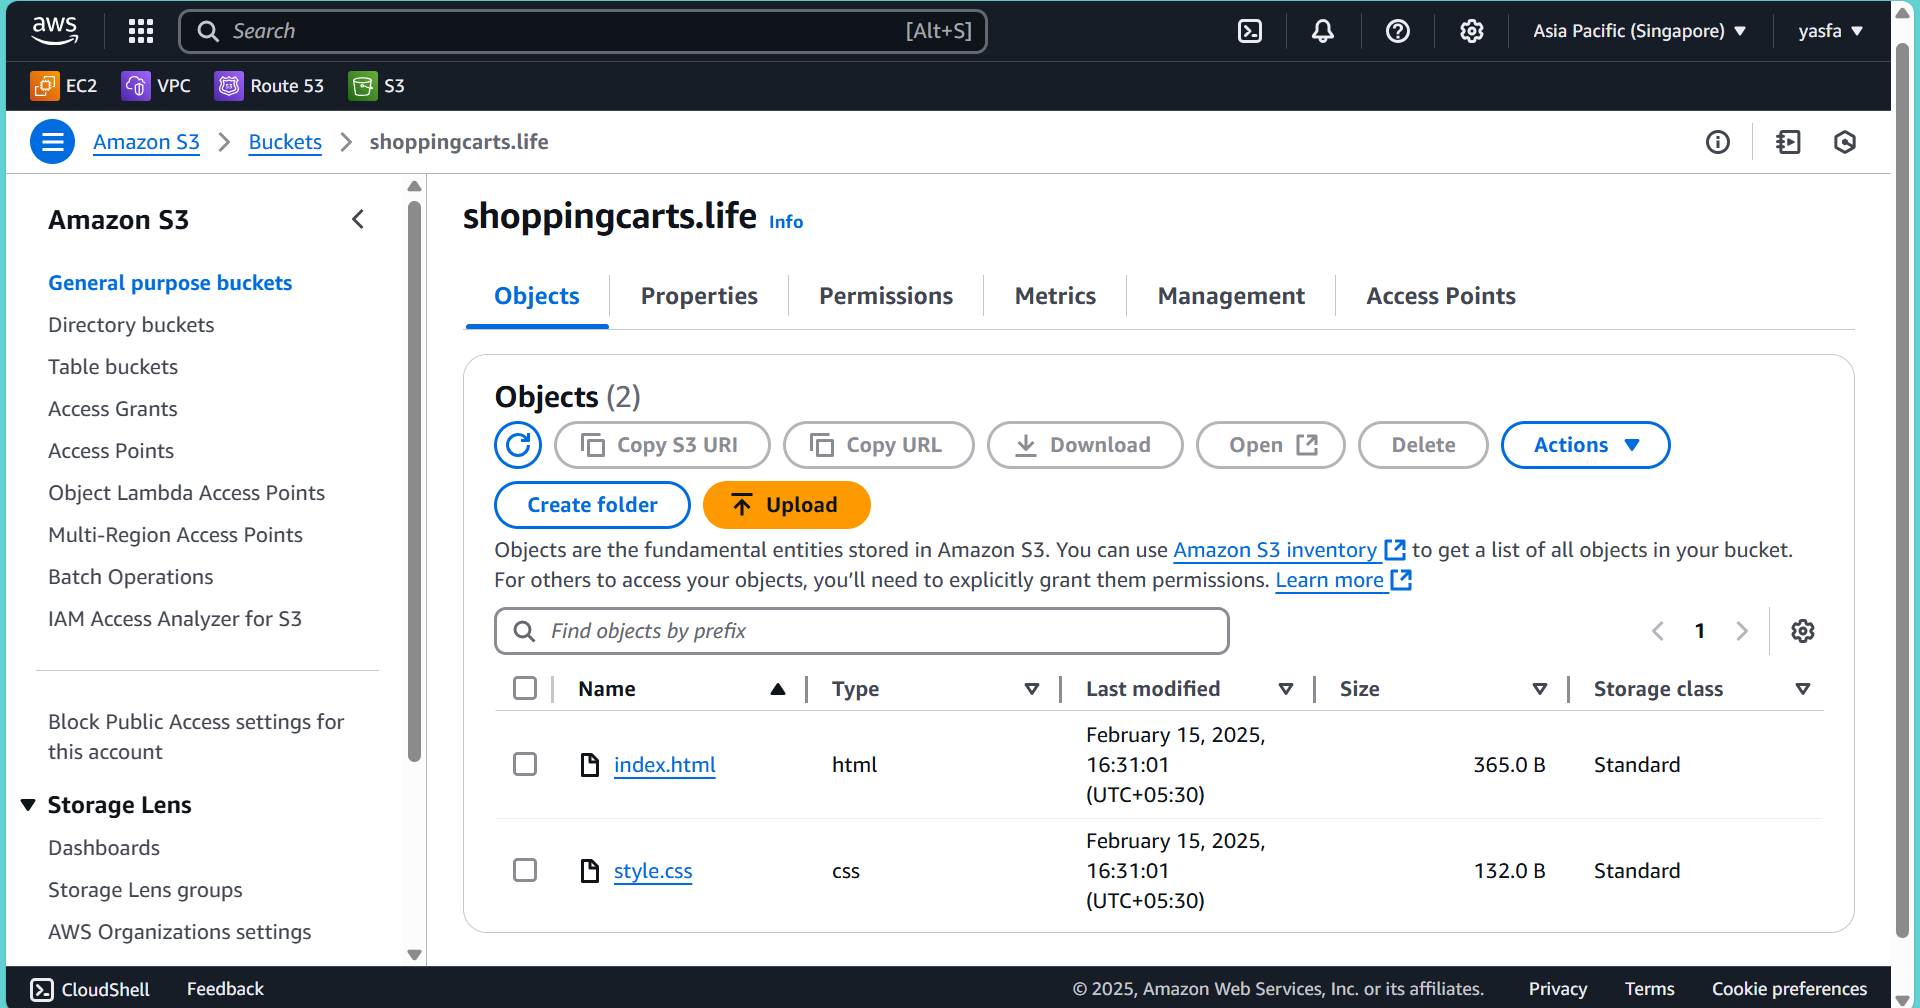 aws
Search [Alt+S]
Asia Pacific (Singapore)
yasfa
EC2
VPC
Route 53
S3
Amazon S3
Buckets
shoppingcarts.life
Amazon S3
General purpose buckets
Directory buckets
Table buckets
Access Grants
Access Points
Object Lambda Access Points
Multi-Region Access Points
Batch Operations
IAM Access Analyzer for S3
Block Public Access settings for
this account
Storage Lens
Dashboards
Storage Lens groups
AWS Organizations settings
shoppingcarts.life Info
Objects
Properties
Permissions
Metrics
Management
Access Points
Objects (2)
Copy S3 URI
Copy URL
Download
Open
Delete
Actions
Create folder
Upload
Objects are the fundamental entities stored in Amazon S3. You can use Amazon S3 inventory to get a list of all objects in your bucket.
For others to access your objects, you’ll need to explicitly grant them permissions. Learn more
Find objects by prefix
1
Name
Type
Last modified
Size
Storage class
index.html
html
February 15, 2025,
16:31:01
(UTC+05:30)
365.0 B
Standard
style.css
css
February 15, 2025,
16:31:01
(UTC+05:30)
132.0 B
Standard
CloudShell
Feedback
© 2025, Amazon Web Services, Inc. or its affiliates.
Privacy
Terms
Cookie preferences